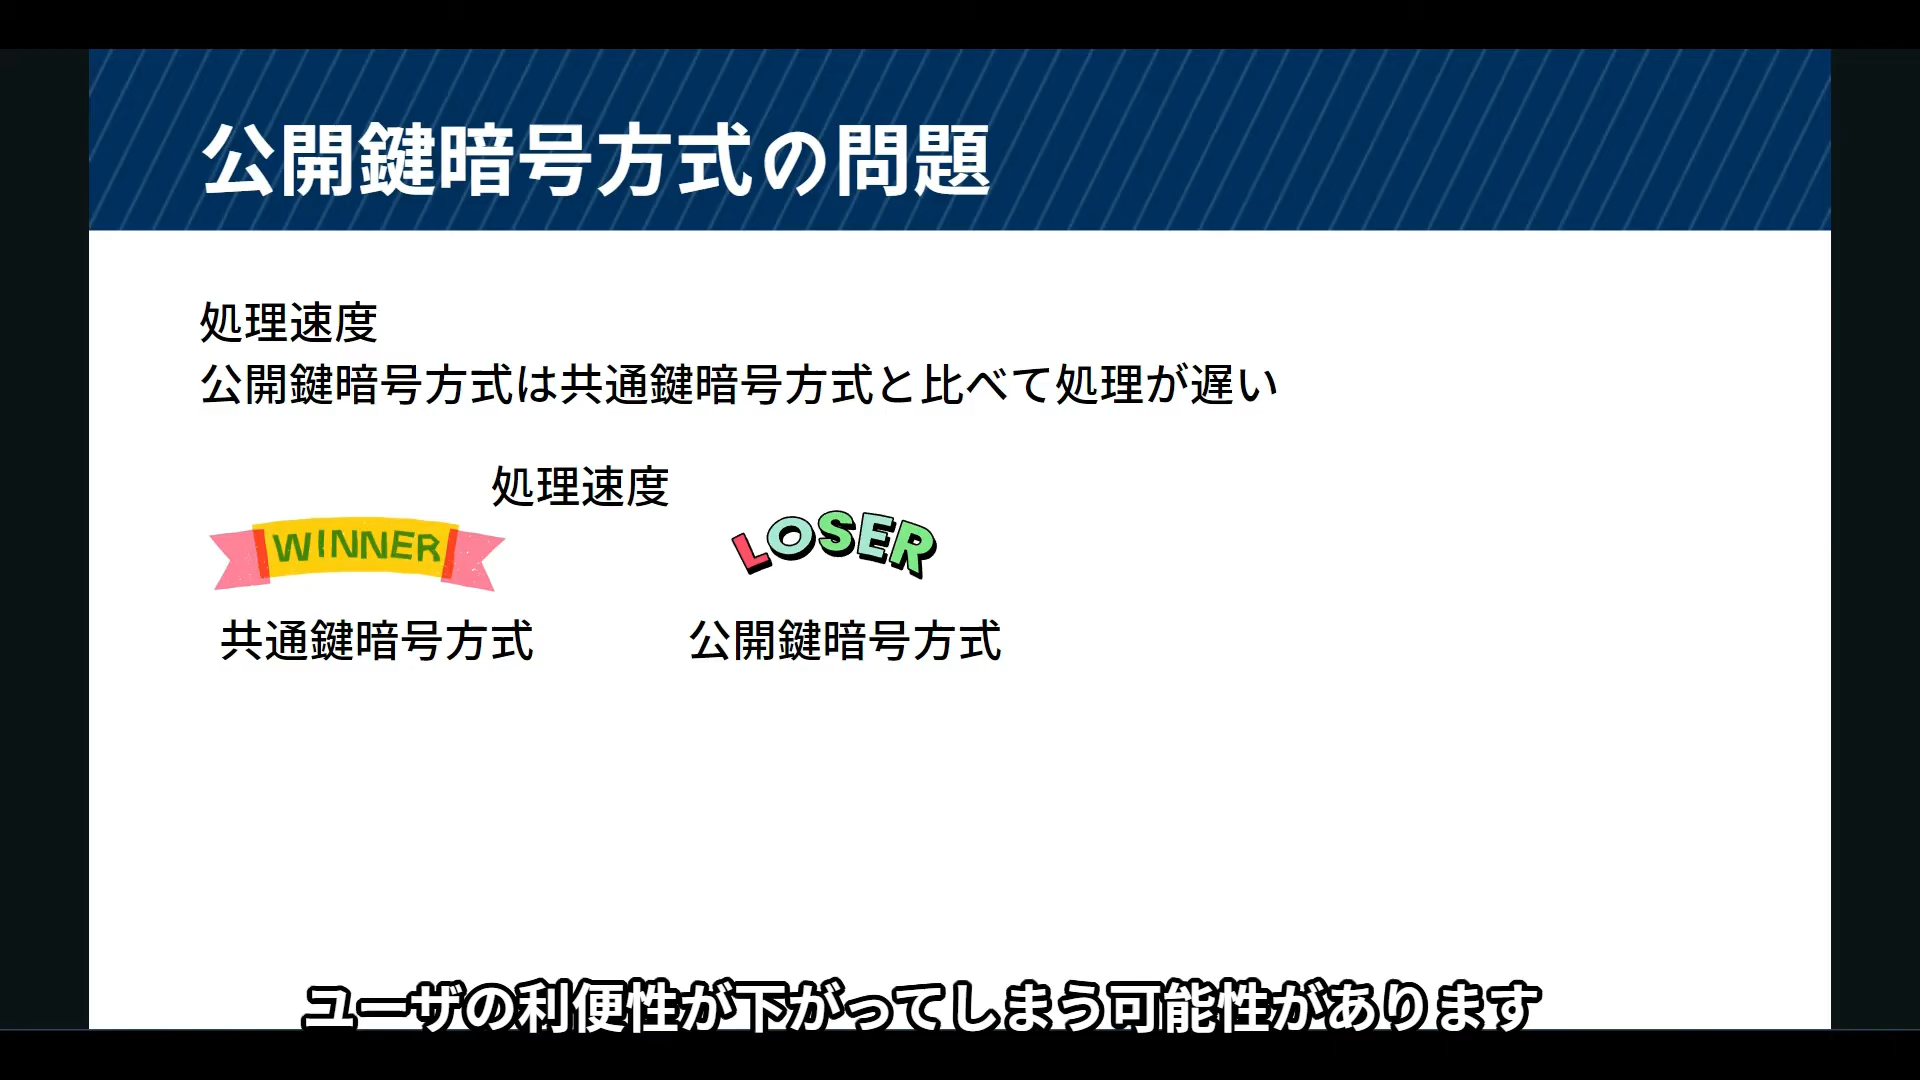 公開鍵暗号方式の問題
処理速度
公開鍵暗号方式は共通鍵暗号方式と比べて処理が遅い
処理速度
WINNER
LOSER
共通鍵暗号方式
公開鍵暗号方式
ユーザの利便性が下がってしまう可能性があります